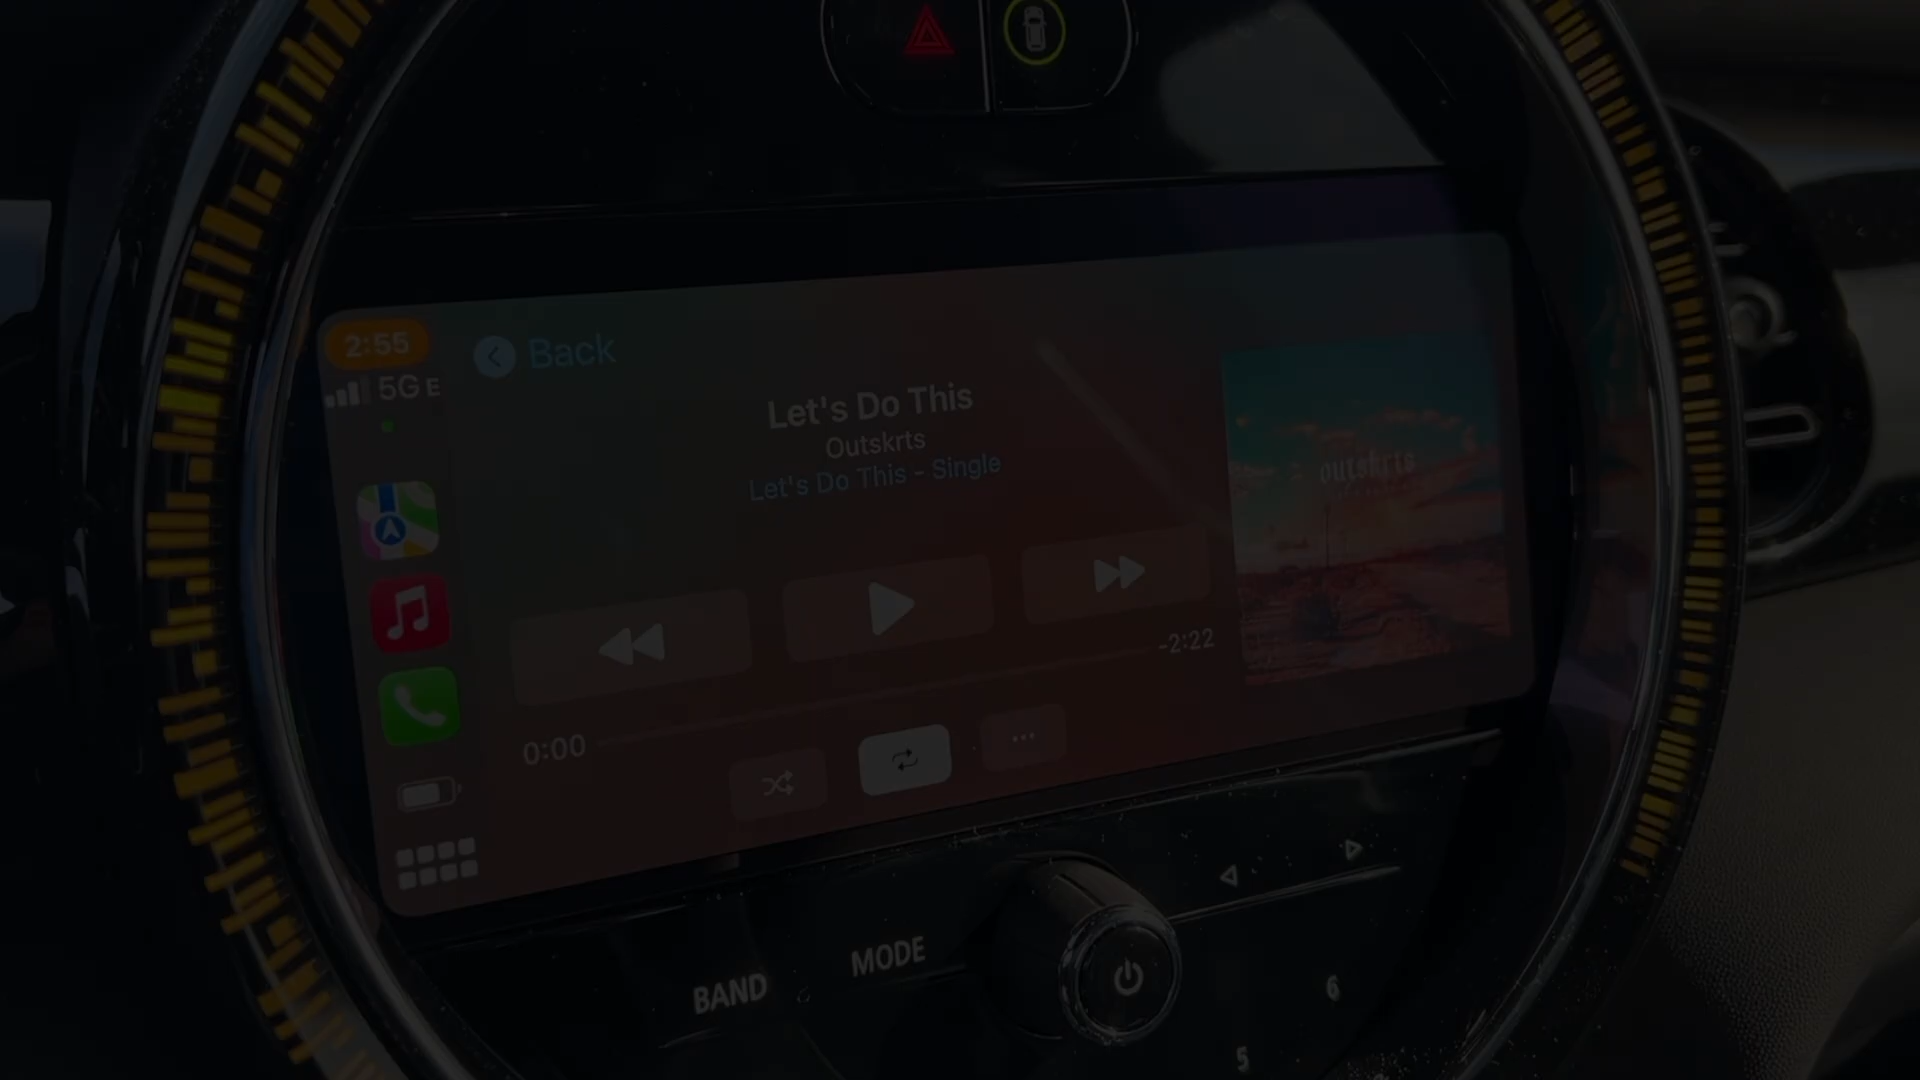 2:55
5G E
Back
Let's Do This
Outskrts
Let's Do This - Single
outskrts
-2:22
0:00
MODE
BAND
6
5